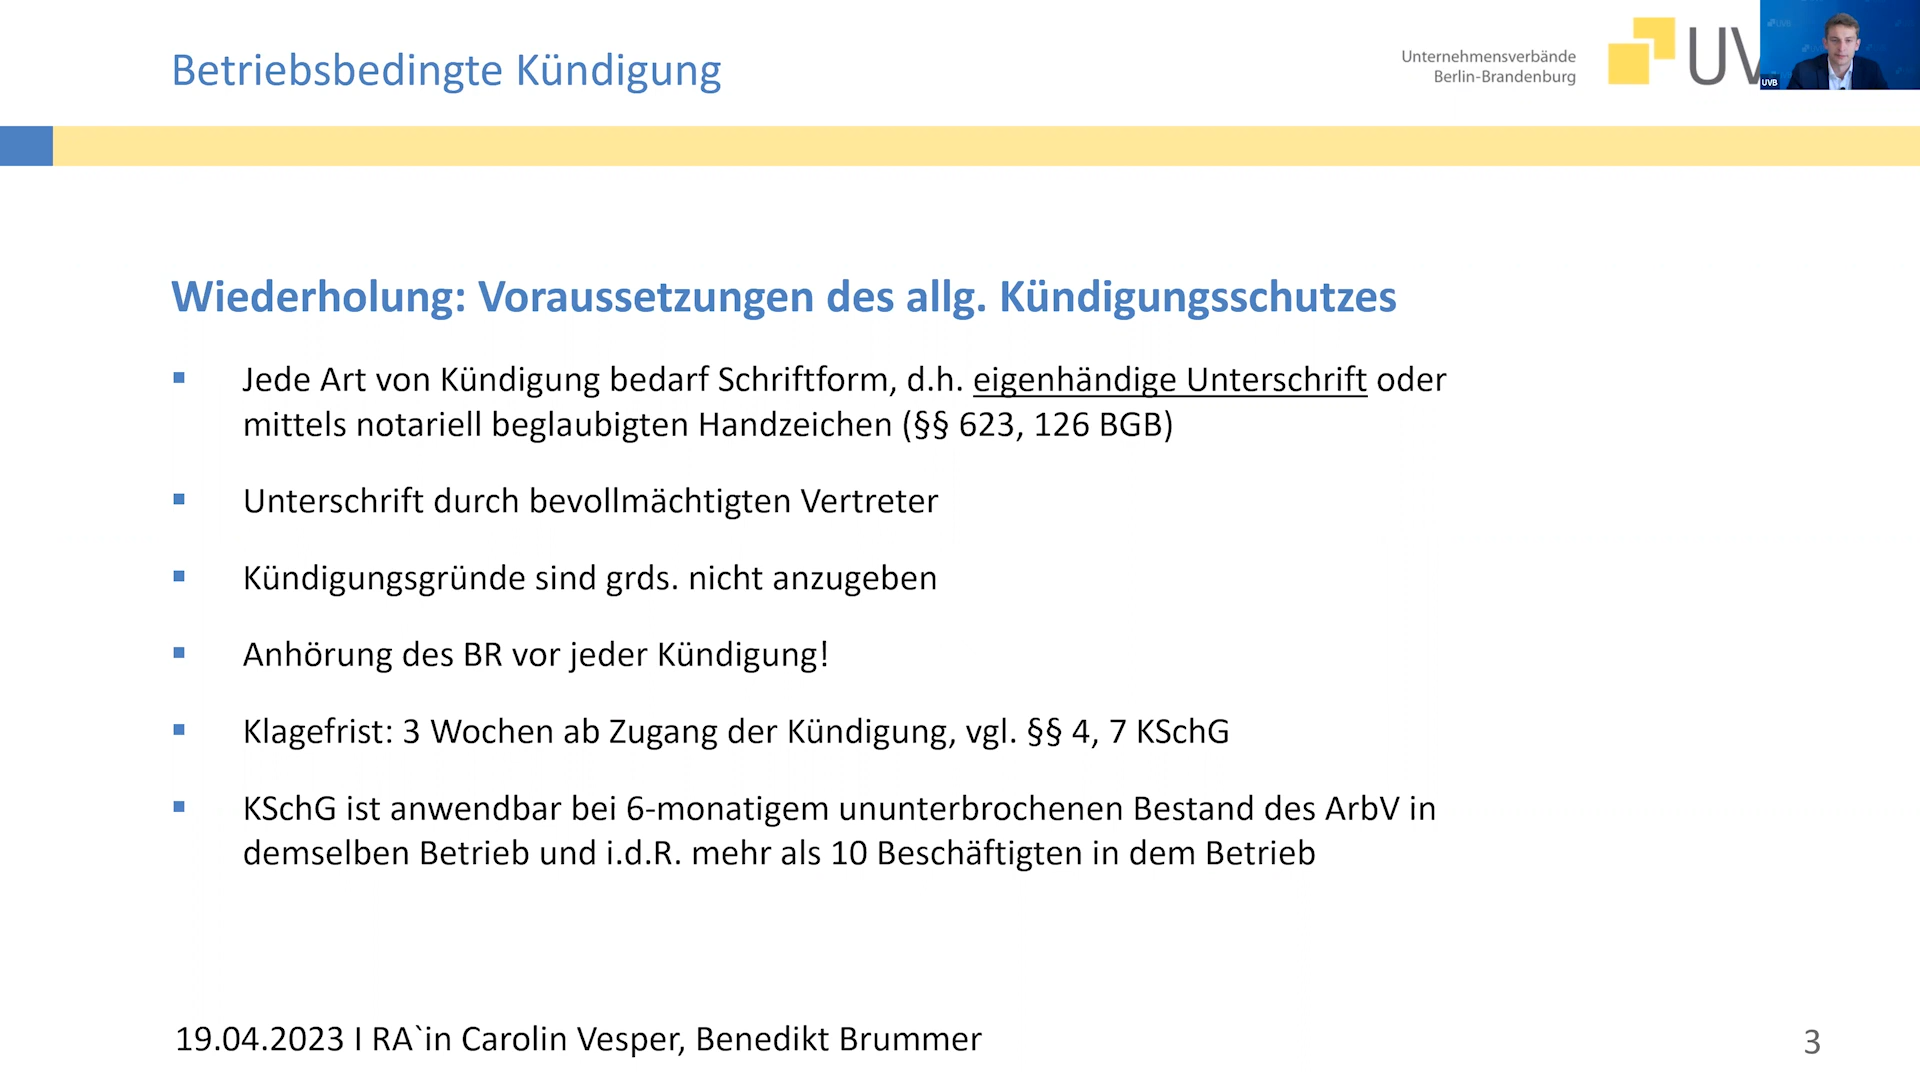 Betriebsbedingte Kündigung
Unternehmensverbände
Berlin-Brandenburg
UV
UVB
Wiederholung: Voraussetzungen des allg. Kündigungsschutzes
▪ Jede Art von Kündigung bedarf Schriftform, d.h. eigenhändige Unterschrift oder
mittels notariell beglaubigten Handzeichen (§§ 623, 126 BGB)
▪ Unterschrift durch bevollmächtigten Vertreter
▪ Kündigungsgründe sind grds. nicht anzugeben
▪ Anhörung des BR vor jeder Kündigung!
▪ Klagefrist: 3 Wochen ab Zugang der Kündigung, vgl. §§ 4, 7 KSchG
▪ KSchG ist anwendbar bei 6-monatigem ununterbrochenen Bestand des ArbV in
demselben Betrieb und i.d.R. mehr als 10 Beschäftigten in dem Betrieb
19.04.2023 I RA`in Carolin Vesper, Benedikt Brummer
3